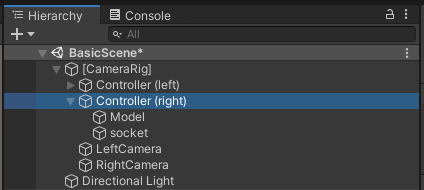 Hierarchy Console
All
BasicScene*
[CameraRig]
Controller (left)
Controller (right)
Model
socket
LeftCamera
RightCamera
Directional Light